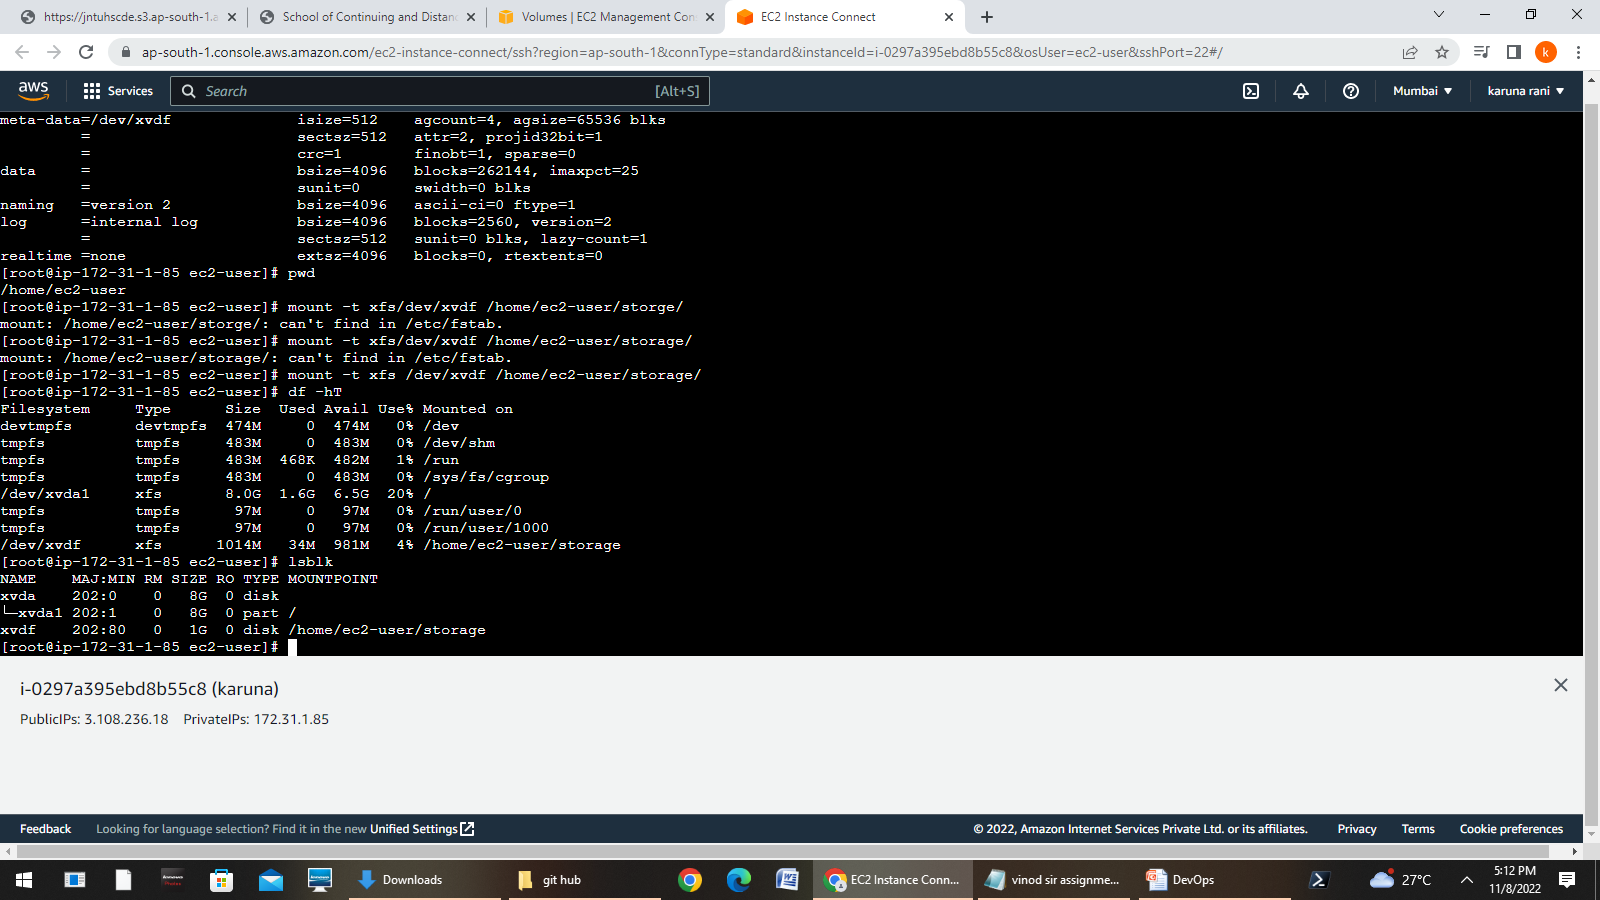 https://jntuhscde.s3.ap-south-1.a
School of Continuing and Distanc
Volumes | EC2 Management Con
EC2 Instance Connect
ap-south-1.console.aws.amazon.com/ec2-instance-connect/ssh?region=ap-south-1&connType=standard&instanceId=i-0297a395ebd8b55c8&osUser=ec2-user&sshPort=22#/
k
aws
Services
Search
[Alt+S]
Mumbai
karuna rani
meta-data=/dev/xvdf              isize=512    agcount=4, agsize=65536 blks
         =                       sectsz=512   attr=2, projid32bit=1
         =                       crc=1        finobt=1, sparse=0
data     =                       bsize=4096   blocks=262144, imaxpct=25
         =                       sunit=0      swidth=0 blks
naming   =version 2              bsize=4096   ascii-ci=0 ftype=1
log      =internal log           bsize=4096   blocks=2560, version=2
         =                       sectsz=512   sunit=0 blks, lazy-count=1
realtime =none                   extsz=4096   blocks=0, rtextents=0
[root@ip-172-31-1-85 ec2-user]# pwd
/home/ec2-user
[root@ip-172-31-1-85 ec2-user]# mount -t xfs/dev/xvdf /home/ec2-user/storge/
mount: /home/ec2-user/storge/: can't find in /etc/fstab.
[root@ip-172-31-1-85 ec2-user]# mount -t xfs/dev/xvdf /home/ec2-user/storage/
mount: /home/ec2-user/storage/: can't find in /etc/fstab.
[root@ip-172-31-1-85 ec2-user]# mount -t xfs /dev/xvdf /home/ec2-user/storage/
[root@ip-172-31-1-85 ec2-user]# df -hT
Filesystem     Type      Size  Used Avail Use% Mounted on
devtmpfs       devtmpfs  474M     0  474M   0% /dev
tmpfs          tmpfs     483M     0  483M   0% /dev/shm
tmpfs          tmpfs     483M  468K  482M   1% /run
tmpfs          tmpfs     483M     0  483M   0% /sys/fs/cgroup
/dev/xvda1     xfs       8.0G  1.6G  6.5G  20% /
tmpfs          tmpfs      97M     0   97M   0% /run/user/0
tmpfs          tmpfs      97M     0   97M   0% /run/user/1000
/dev/xvdf      xfs      1014M   34M  981M   4% /home/ec2-user/storage
[root@ip-172-31-1-85 ec2-user]# lsblk
NAME    MAJ:MIN RM SIZE RO TYPE MOUNTPOINT
xvda    202:0    0   8G  0 disk
└─xvda1 202:1    0   8G  0 part /
xvdf    202:80   0   1G  0 disk /home/ec2-user/storage
[root@ip-172-31-1-85 ec2-user]#
i-0297a395ebd8b55c8 (karuna)
PublicIPs: 3.108.236.18 PrivateIPs: 172.31.1.85
Feedback
Looking for language selection? Find it in the new Unified Settings
© 2022, Amazon Internet Services Private Ltd. or its affiliates.
Privacy
Terms
Cookie preferences
Downloads
git hub
EC2 Instance Conn...
vinod sir assignme...
DevOps
27°C
5:12 PM
11/8/2022